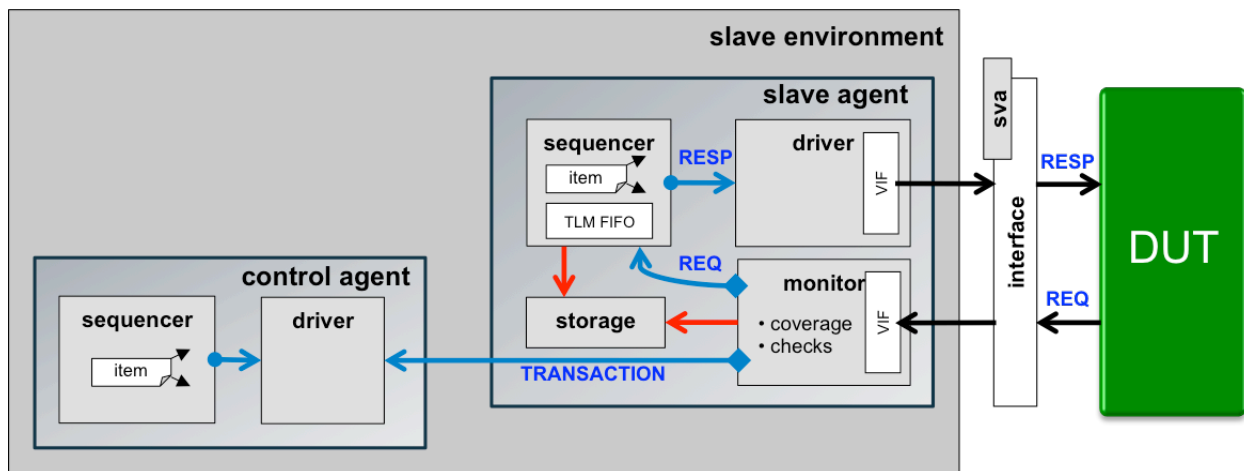 slave environment
slave agent
sequencer
item
TLM FIFO
RESP
driver
VIF
sva
interface
RESP
DUT
REQ
REQ
monitor
• coverage
• checks
VIF
storage
TRANSACTION
control agent
sequencer
item
driver